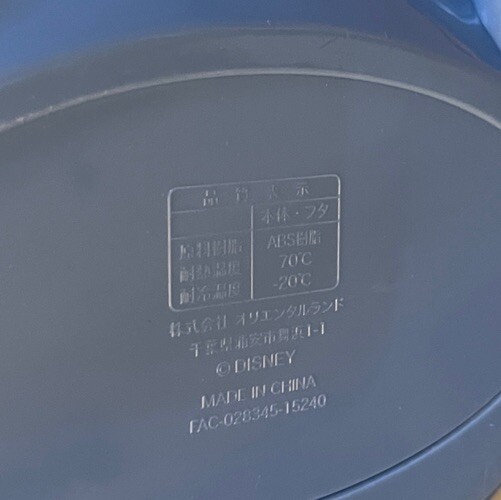 品質表示
本体・フタ
原料樹脂 ABS樹脂
耐熱温度 70℃
耐冷温度 -20℃
株式会社 オリエンタルランド
千葉県浦安市舞浜1-1
© DISNEY
MADE IN CHINA
FAC-028345-15240